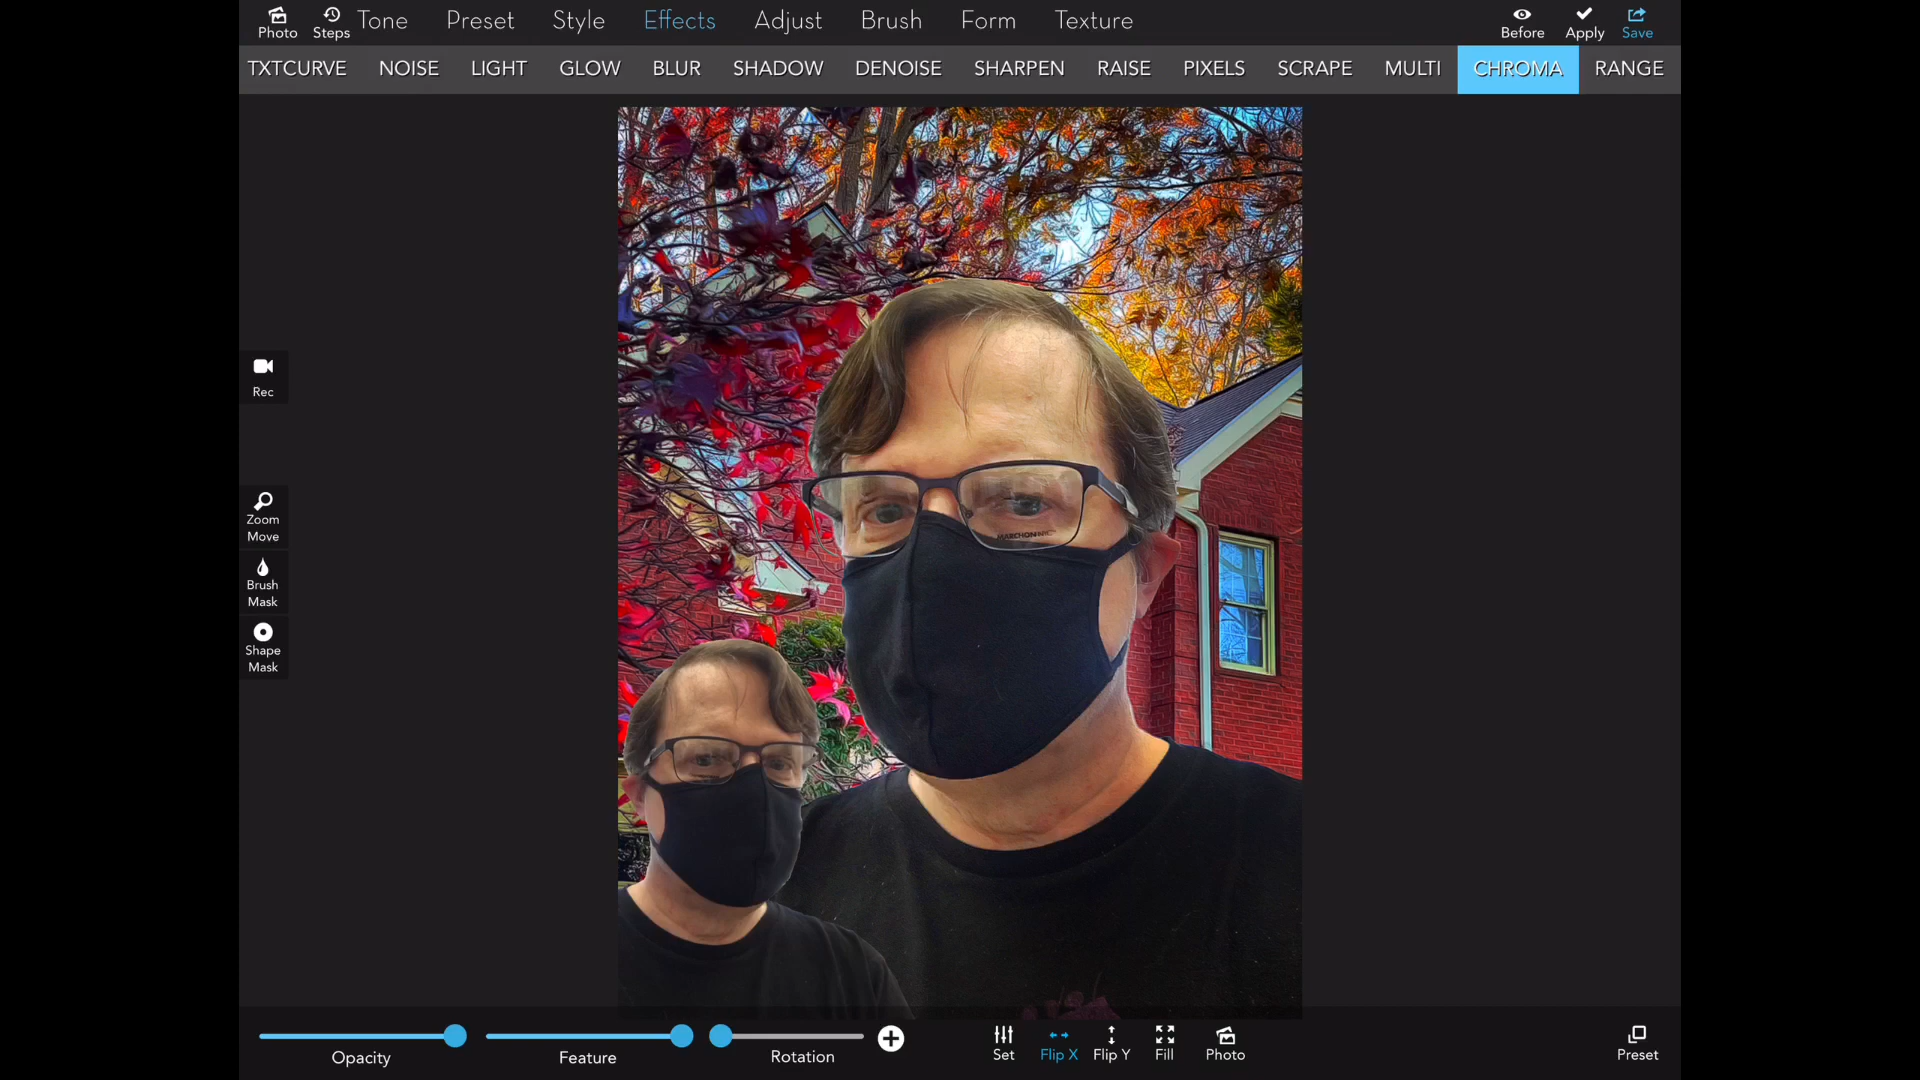 Photo Steps Tone Preset Style Effects Adjust Brush Form Texture Before Apply Save
TXTCURVE NOISE LIGHT GLOW BLUR SHADOW DENOISE SHARPEN RAISE PIXELS SCRAPE MULTI CHROMA RANGE
Rec
Zoom
Move
Brush
Mask
Shape
Mask
MARCHON NYC
Opacity Feature Rotation Set Flip X Flip Y Fill Photo Preset